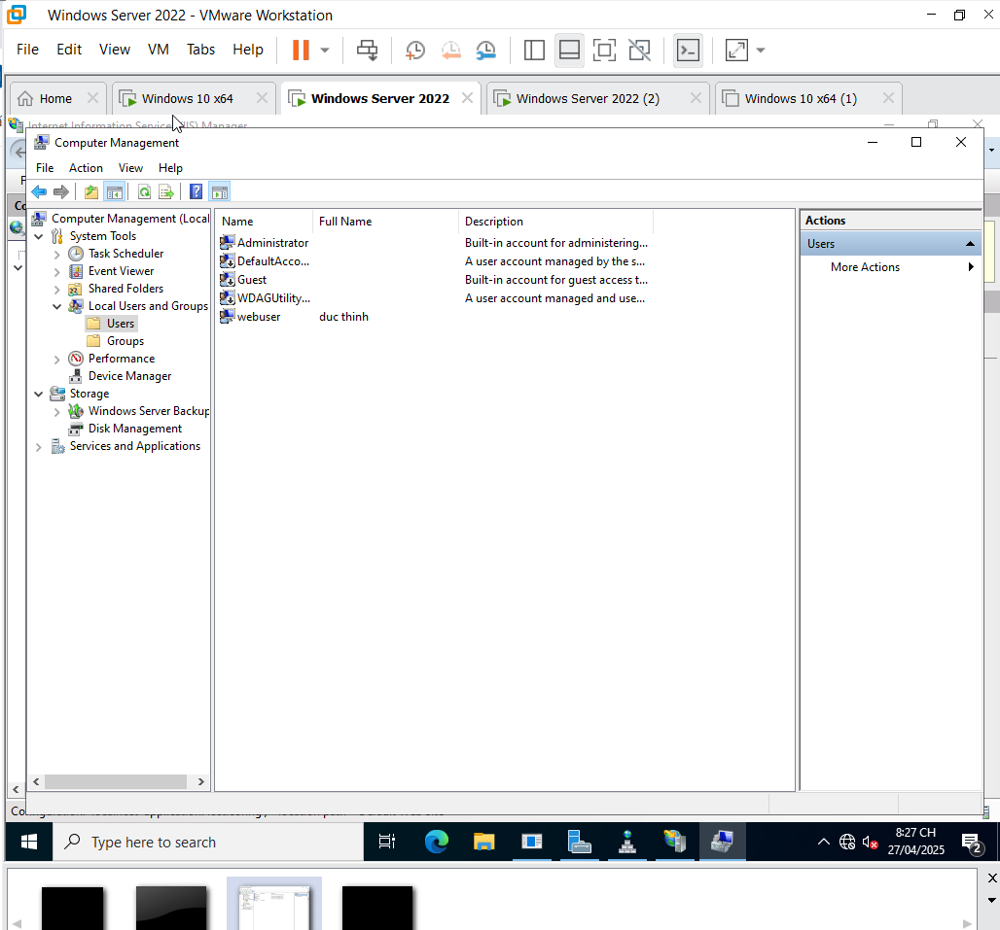 Windows Server 2022 - VMware Workstation
File Edit View VM Tabs Help
Home Windows 10 x64 Windows Server 2022 Windows Server 2022 (2) Windows 10 x64 (1)
Internet Information Service IS) Manager
Computer Management
File Action View Help
Computer Management (Local
System Tools
Task Scheduler
Event Viewer
Shared Folders
Local Users and Groups
Users
Groups
Performance
Device Manager
Storage
Windows Server Backup
Disk Management
Services and Applications
Name Full Name Description
Administrator Built-in account for administering...
DefaultAcco... A user account managed by the s...
Guest Built-in account for guest access t...
WDAGUtility... A user account managed and use...
webuser duc thinh
Actions
Users
More Actions
Type here to search
8:27 CH
27/04/2025
2